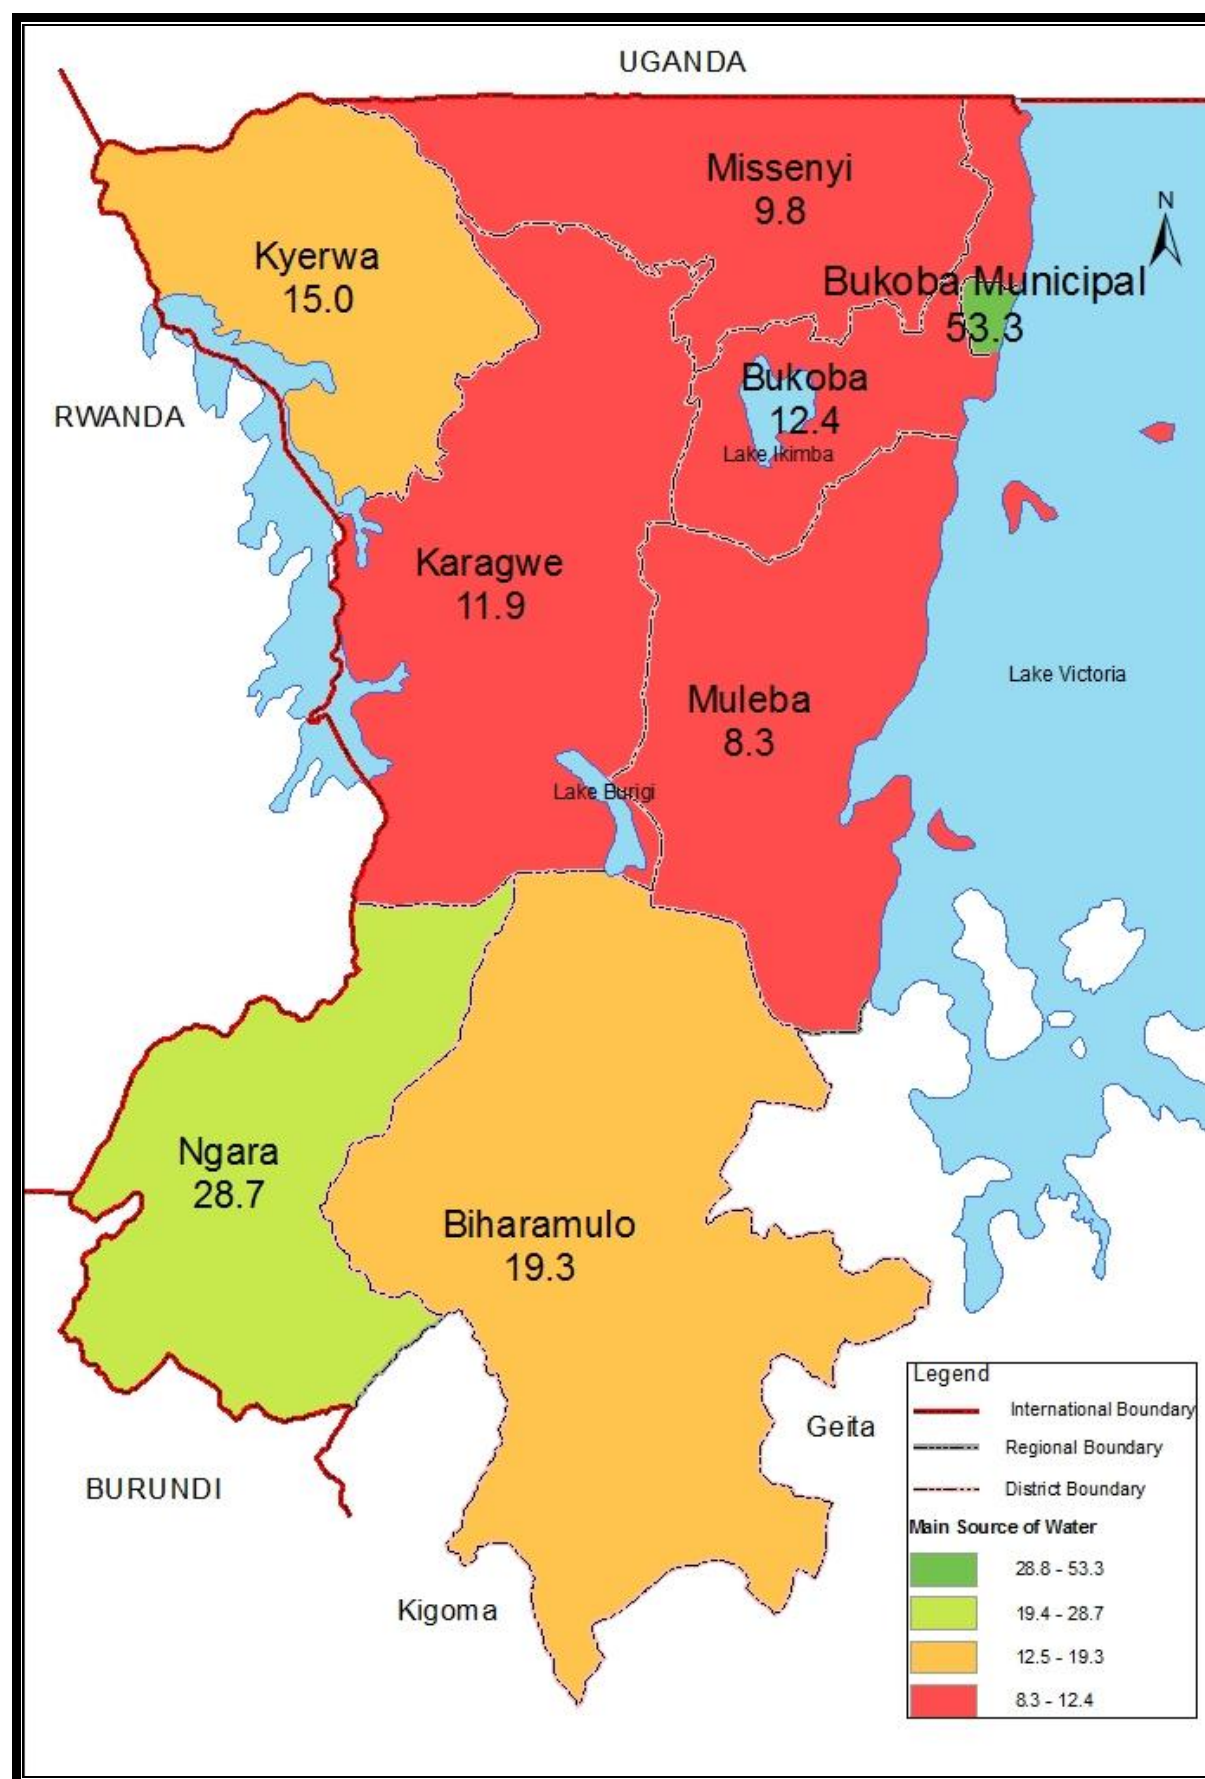 UGANDA
Missenyi
9.8
N
Kyerwa
15.0
Bukoba Municipal
53.3
RWANDA
Bukoba
12.4
Lake Ikimba
Karagwe
11.9
Lake Victoria
Muleba
8.3
Lake Burigi
Ngara
28.7
Biharamulo
19.3
Geita
BURUNDI
Kigoma
Legend
International Boundary
Regional Boundary
District Boundary
Main Source of Water
28.8 - 53.3
19.4 - 28.7
12.5 - 19.3
8.3 - 12.4